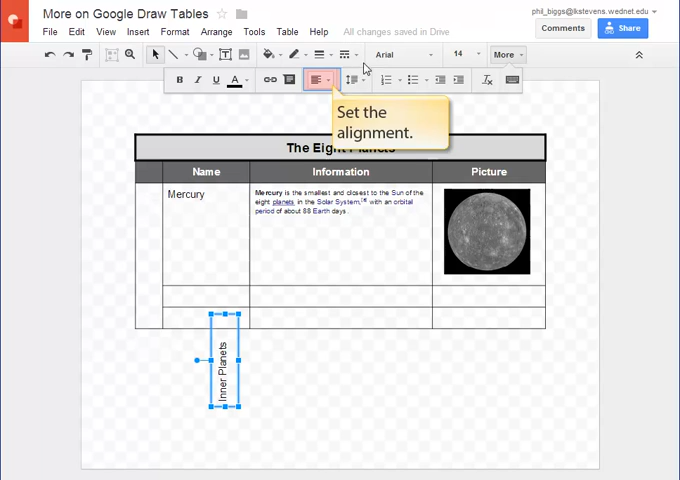 More on Google Draw Tables
phil_biggs@lkstevens.wednet.edu
File Edit View Insert Format Arrange Tools Table Help All changes saved in Drive
Comments
Share
Arial 14 More
B I U A
Set the
alignment.
The Eight Planets
Name Information Picture
Mercury
Mercury is the smallest and closest to the Sun of the
eight planets in the Solar System,[a] with an orbital
period of about 88 Earth days.
Inner Planets